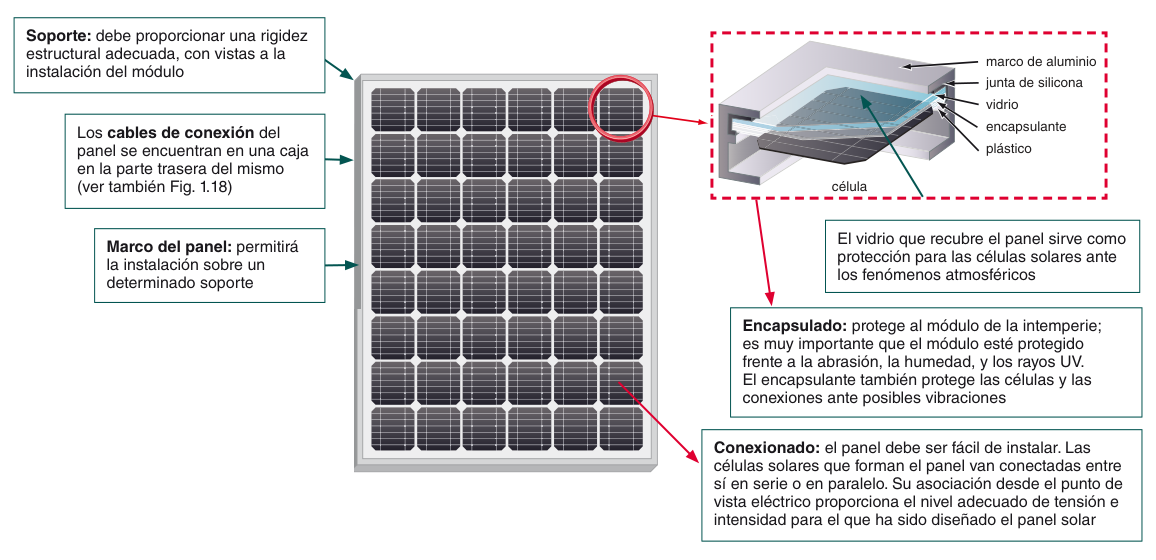 Soporte: debe proporcionar una rigidez
estructural adecuada, con vistas a la
instalación del módulo
Los cables de conexión del
panel se encuentran en una caja
en la parte trasera del mismo
(ver también Fig. 1.18)
Marco del panel: permitirá
la instalación sobre un
determinado soporte
marco de aluminio
junta de silicona
vidrio
encapsulante
plástico
célula
El vidrio que recubre el panel sirve como
protección para las células solares ante
los fenómenos atmosféricos
Encapsulado: protege al módulo de la intemperie;
es muy importante que el módulo esté protegido
frente a la abrasión, la humedad, y los rayos UV.
El encapsulante también protege las células y las
conexiones ante posibles vibraciones
Conexionado: el panel debe ser fácil de instalar. Las
células solares que forman el panel van conectadas entre
sí en serie o en paralelo. Su asociación desde el punto de
vista eléctrico proporciona el nivel adecuado de tensión e
intensidad para el que ha sido diseñado el panel solar